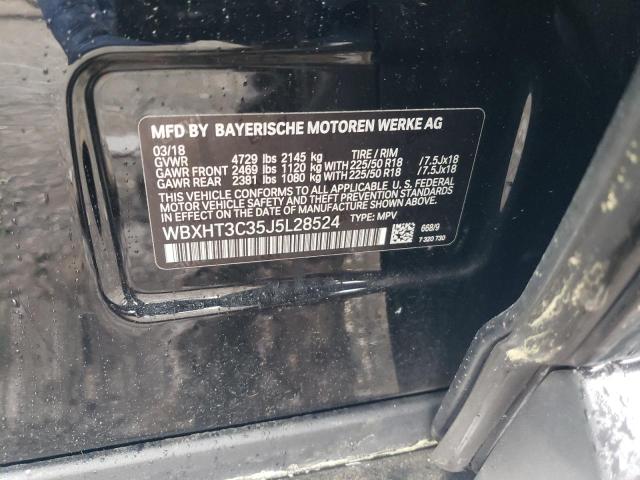 MFD BY BAYERISCHE MOTOREN WERKE AG
03/18
GVWR 4729 lbs 2145 kg TIRE / RIM
GAWR FRONT 2469 lbs 1120 kg WITH 225/50 R18 /7.5Jx18
GAWR REAR 2381 lbs 1080 kg WITH 225/50 R18 /7.5Jx18
THIS VEHICLE CONFORMS TO ALL APPLICABLE U. S. FEDERAL
MOTOR VEHICLE SAFETY AND THEFT PREVENTION STANDARDS
IN EFFECT ON THE DATE OF MANUFACTURE SHOWN ABOVE.
WBXHT3C35J5L28524 TYPE: MPV
668/9
7 320 730